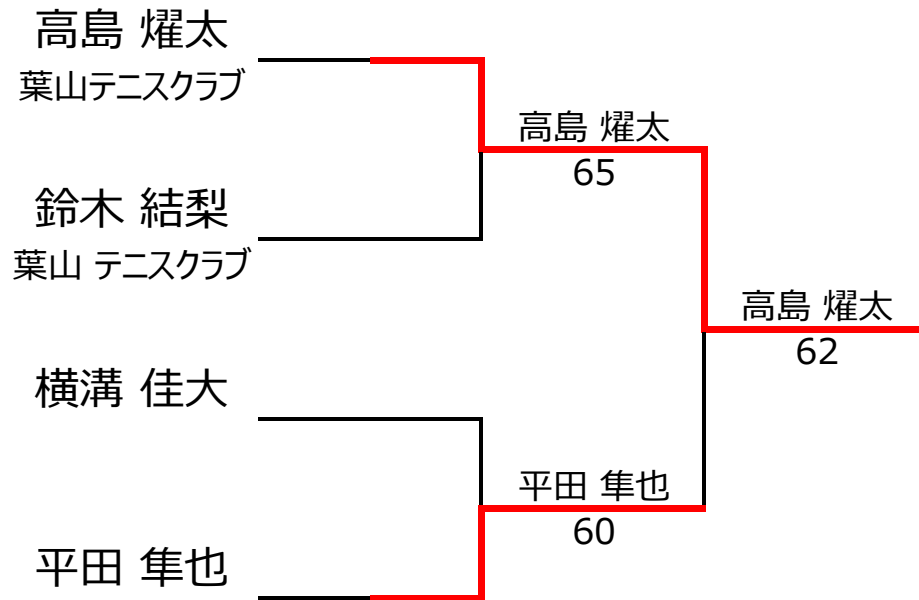 高島 燿太
葉山テニスクラブ
高島 燿太
65
鈴木 結梨
葉山 テニスクラブ
高島 燿太
62
横溝 佳大
平田 隼也
60
平田 隼也